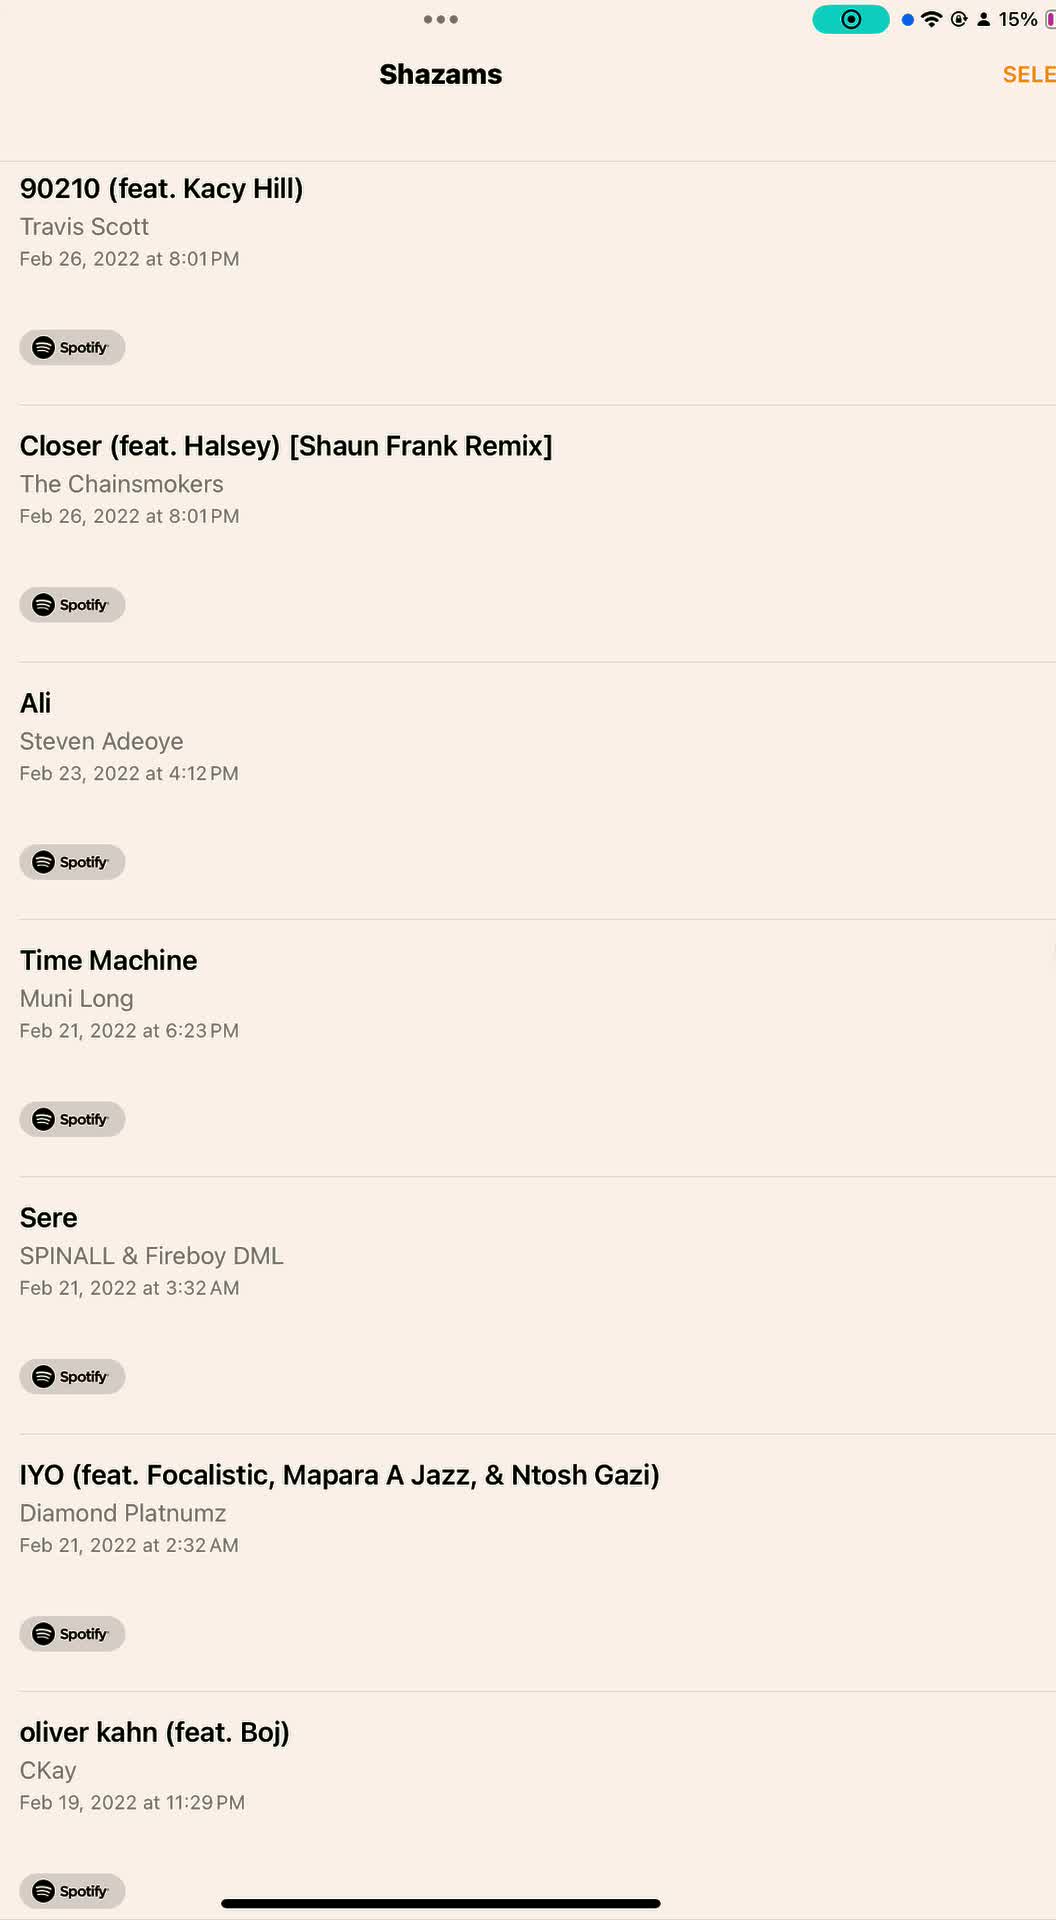 15%
Shazams
SELE
90210 (feat. Kacy Hill)
Travis Scott
Feb 26, 2022 at 8:01 PM
Spotify
Closer (feat. Halsey) [Shaun Frank Remix]
The Chainsmokers
Feb 26, 2022 at 8:01 PM
Spotify
Ali
Steven Adeoye
Feb 23, 2022 at 4:12 PM
Spotify
Time Machine
Muni Long
Feb 21, 2022 at 6:23 PM
Spotify
Sere
SPINALL & Fireboy DML
Feb 21, 2022 at 3:32 AM
Spotify
IYO (feat. Focalistic, Mapara A Jazz, & Ntosh Gazi)
Diamond Platnumz
Feb 21, 2022 at 2:32 AM
Spotify
oliver kahn (feat. Boj)
CKay
Feb 19, 2022 at 11:29 PM
Spotify